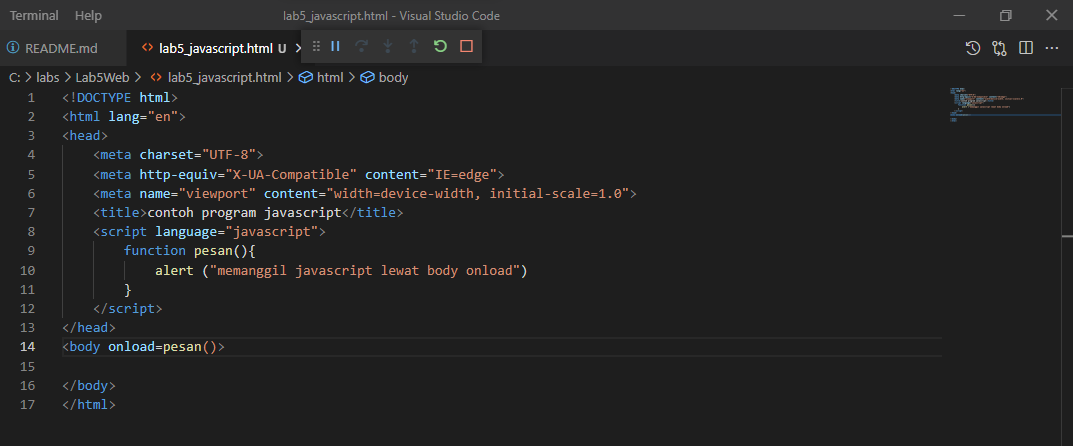 Terminal Help lab5_javascript.html - Visual Studio Code
README.md lab5_javascript.html U
C: > labs > Lab5Web > lab5_javascript.html > html > body
1 <!DOCTYPE html>
2 <html lang="en">
3 <head>
4 <meta charset="UTF-8">
5 <meta http-equiv="X-UA-Compatible" content="IE=edge">
6 <meta name="viewport" content="width=device-width, initial-scale=1.0">
7 <title>contoh program javascript</title>
8 <script language="javascript">
9 function pesan(){
10 alert ("memanggil javascript lewat body onload")
11 }
12 </script>
13 </head>
14 <body onload=pesan()>
15
16 </body>
17 </html>